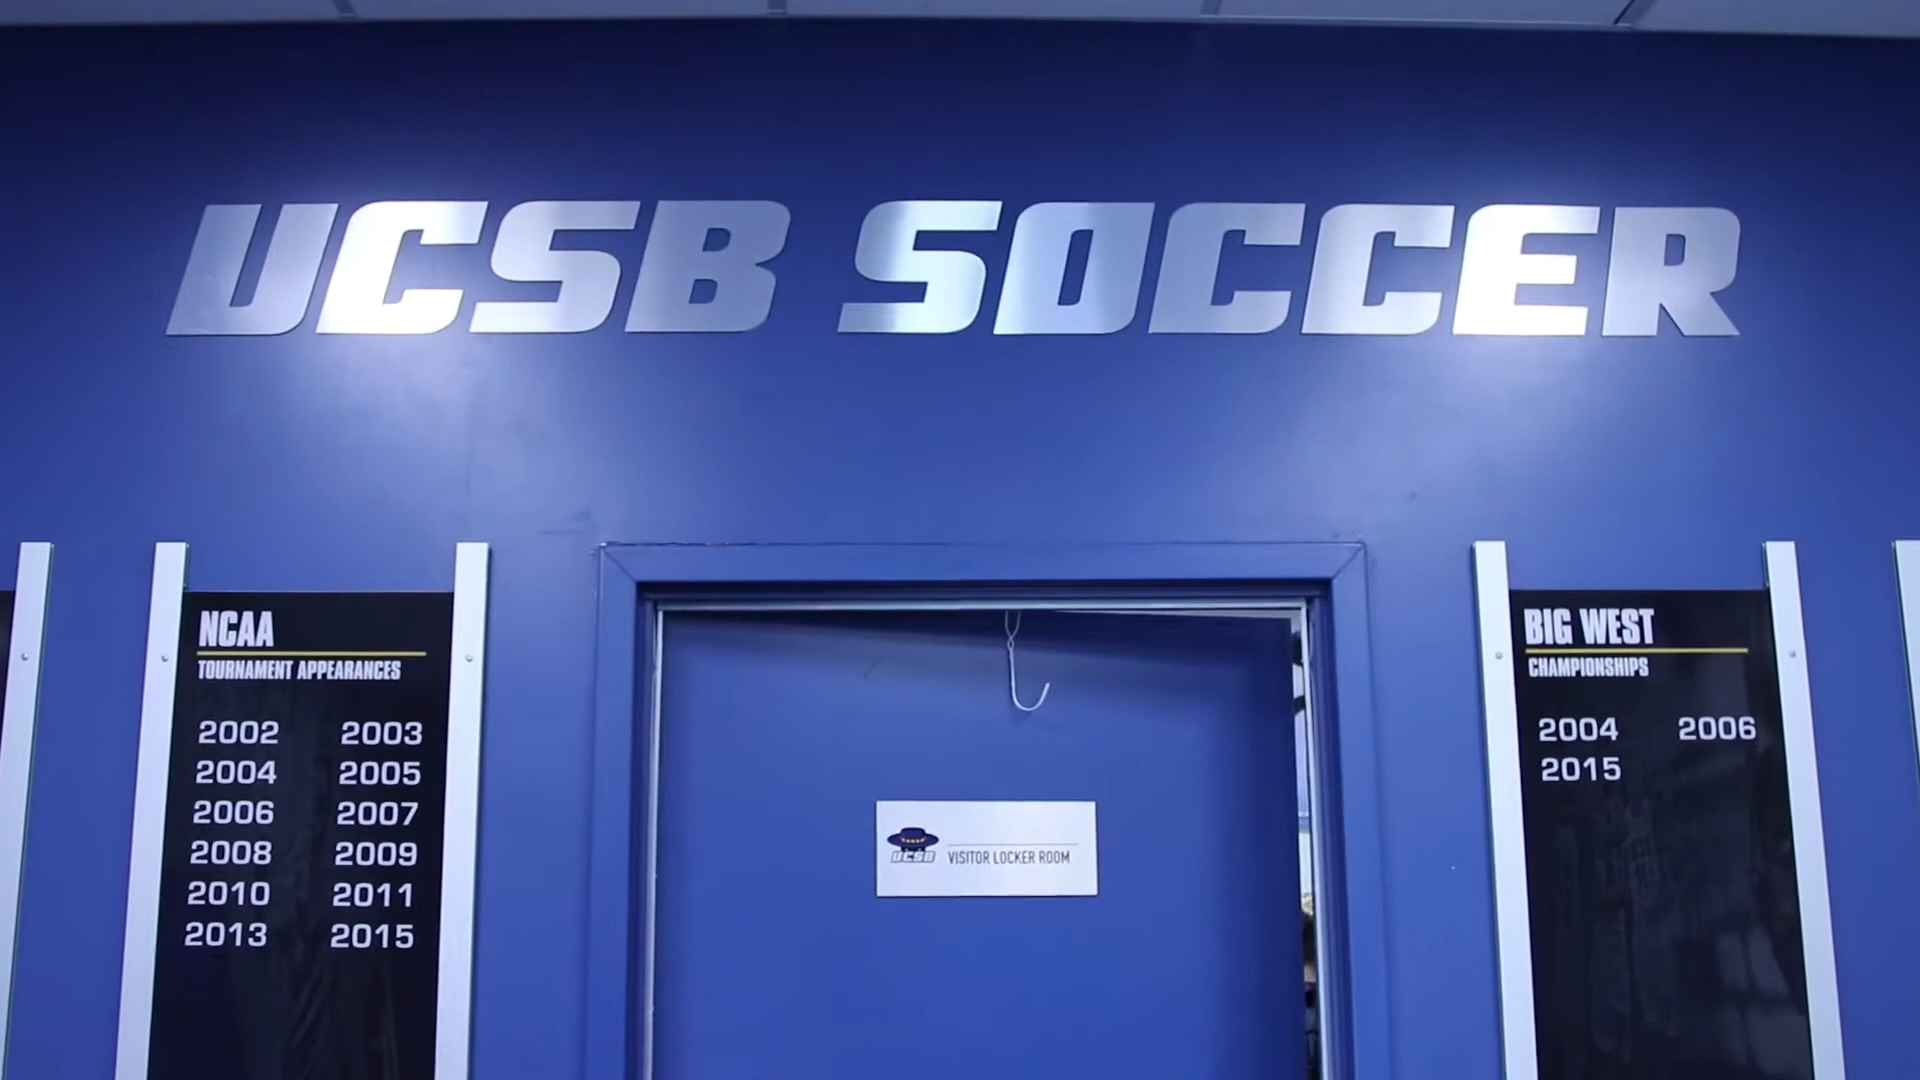 UCSB SOCCER
NCAA
TOURNAMENT APPEARANCES
2002 2003
2004 2005
2006 2007
2008 2009
2010 2011
2013 2015
UCSB
VISITOR LOCKER ROOM
BIG WEST
CHAMPIONSHIPS
2004 2006
2015